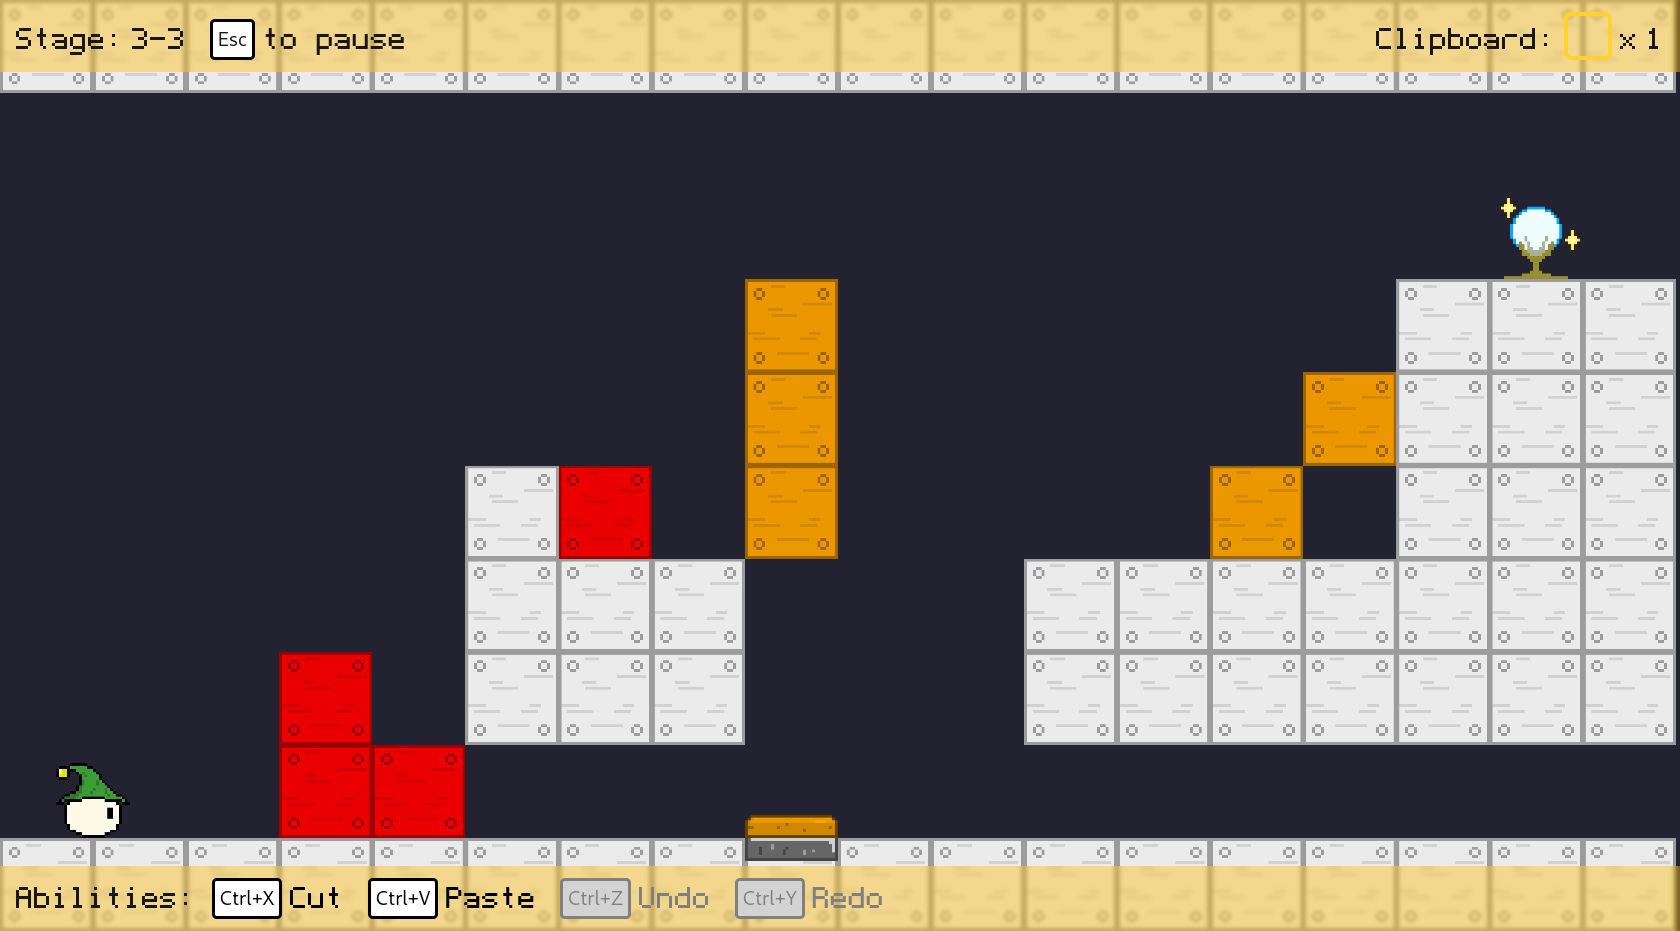 Stage: 3-3 Esc to pause Clipboard: x 1
Abilities: Ctrl+X Cut Ctrl+V Paste Ctrl+Z Undo Ctrl+Y Redo